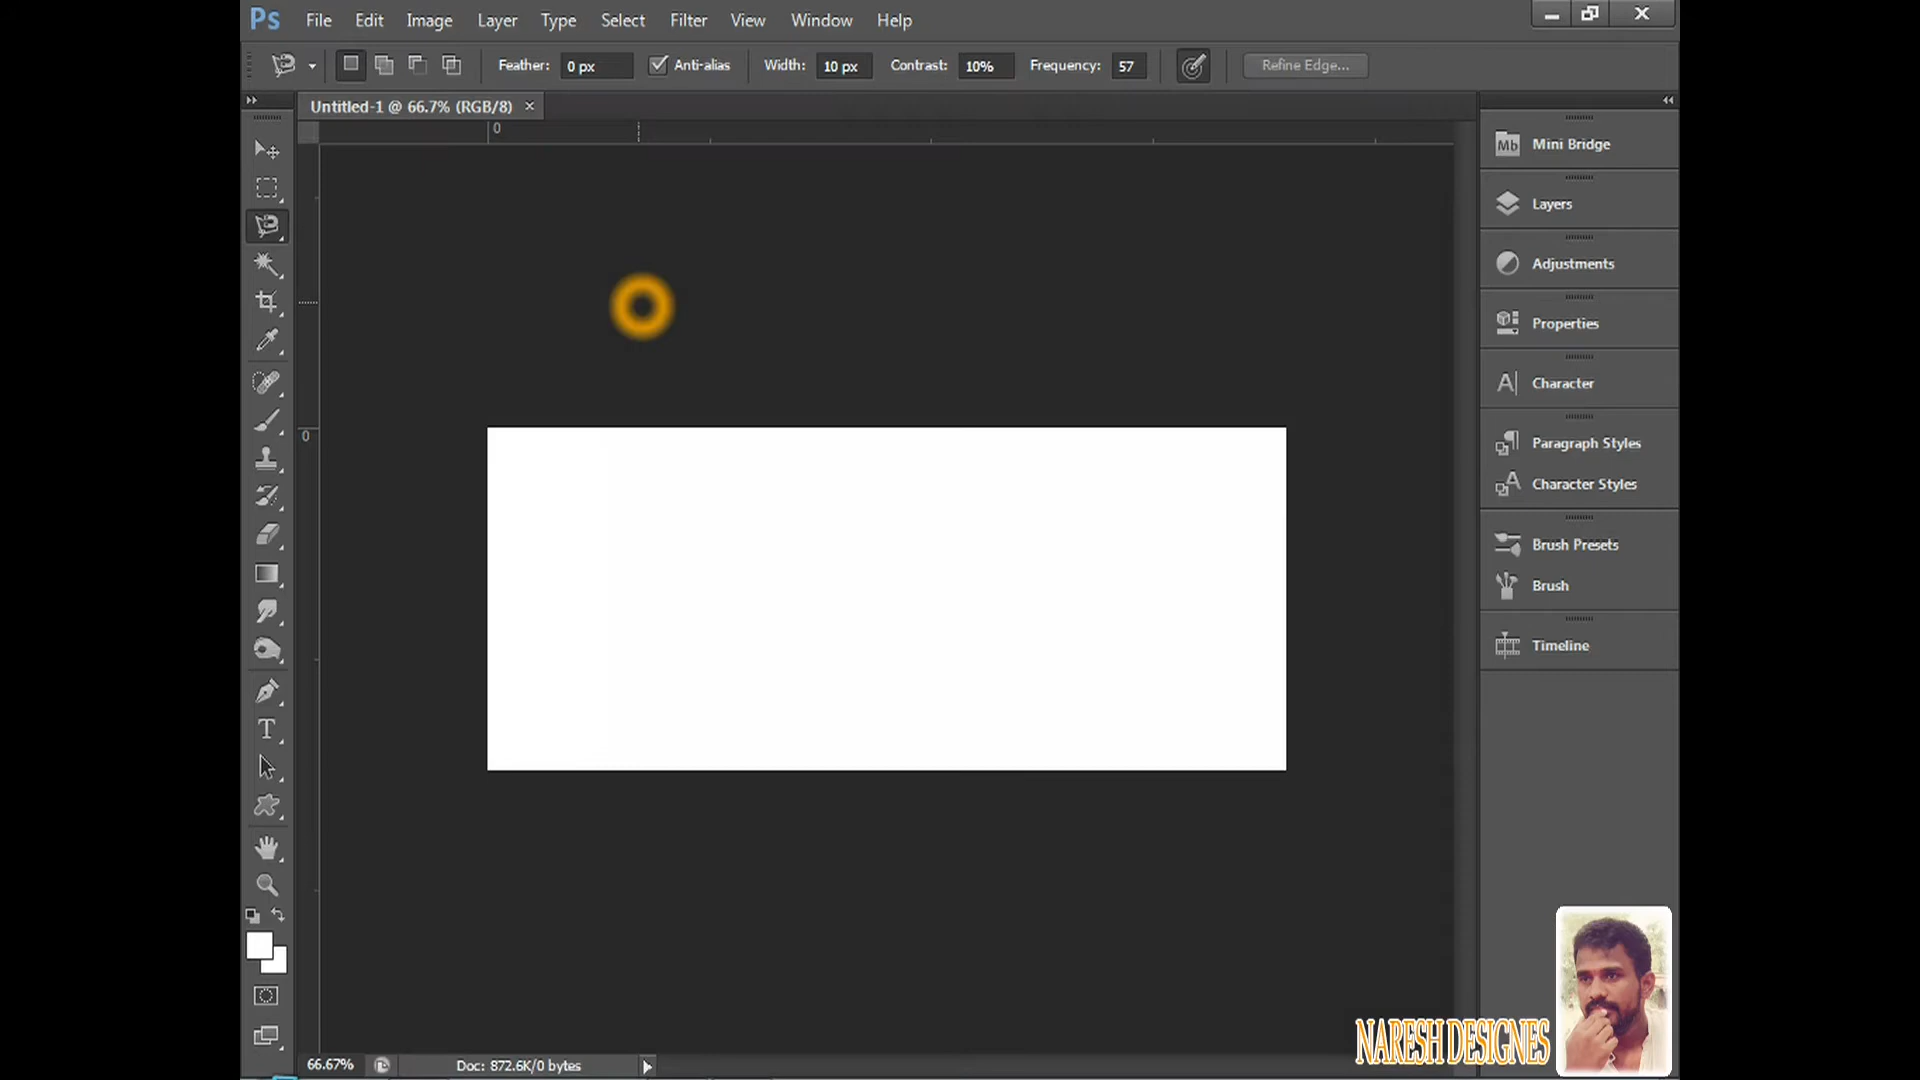 Ps File Edit Image Layer Type Select Filter View Window Help
Feather: 0 px Anti-alias Width: 10 px Contrast: 10% Frequency: 57 Refine Edge...
Untitled-1 @ 66.7% (RGB/8) ×
0
0
Mb Mini Bridge
Layers
Adjustments
Properties
Character
Paragraph Styles
Character Styles
Brush Presets
Brush
Timeline
66.67% Doc: 872.6K/0 bytes
NARESH DESIGNES